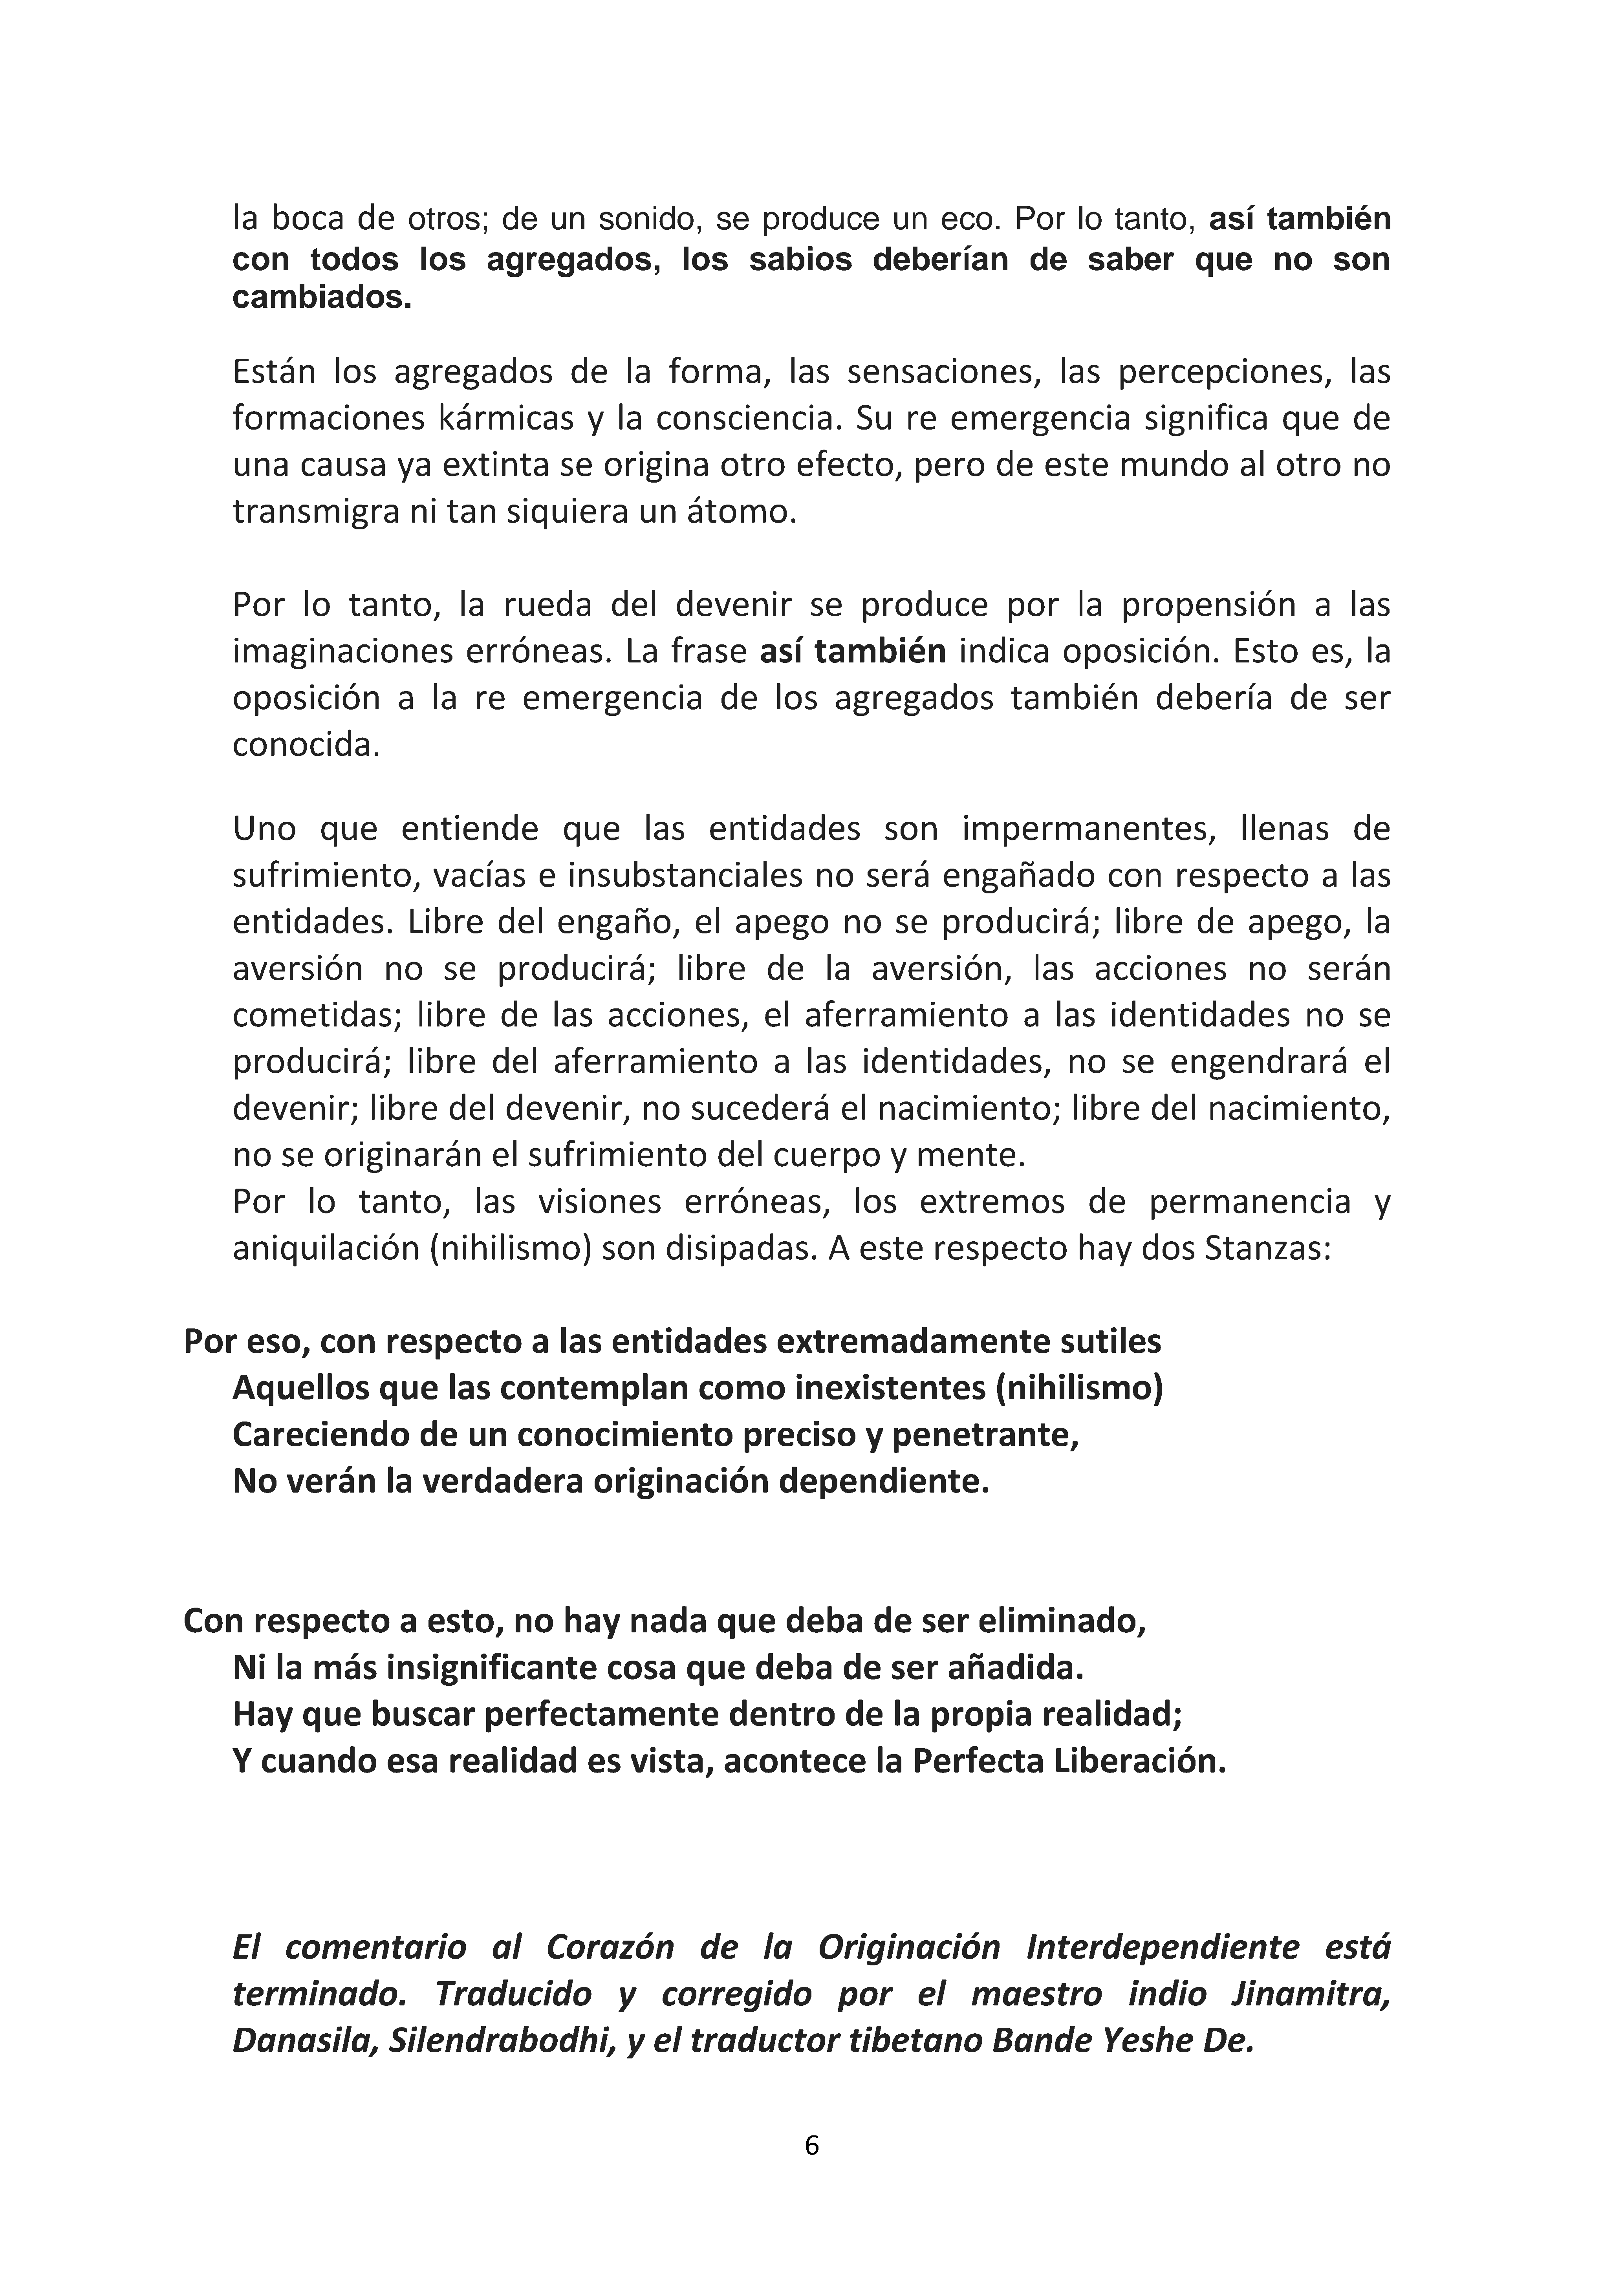 la boca de otros; de un sonido, se produce un eco. Por lo tanto, así también
con todos los agregados, los sabios deberían de saber que no son
cambiados.
Están los agregados de la forma, las sensaciones, las percepciones, las
formaciones kármicas y la consciencia. Su re emergencia significa que de
una causa ya extinta se origina otro efecto, pero de este mundo al otro no
transmigra ni tan siquiera un átomo.
Por lo tanto, la rueda del devenir se produce por la propensión a las
imaginaciones erróneas. La frase así también indica oposición. Esto es, la
oposición a la re emergencia de los agregados también debería de ser
conocida.
Uno que entiende que las entidades son impermanentes, llenas de
sufrimiento, vacías e insubstanciales no será engañado con respecto a las
entidades. Libre del engaño, el apego no se producirá; libre de apego, la
aversión no se producirá; libre de la aversión, las acciones no serán
cometidas; libre de las acciones, el aferramiento a las identidades no se
producirá; libre del aferramiento a las identidades, no se engendrará el
devenir; libre del devenir, no sucederá el nacimiento; libre del nacimiento,
no se originarán el sufrimiento del cuerpo y mente.
Por lo tanto, las visiones erróneas, los extremos de permanencia y
aniquilación (nihilismo) son disipadas. A este respecto hay dos Stanzas:
Por eso, con respecto a las entidades extremadamente sutiles
Aquellos que las contemplan como inexistentes (nihilismo)
Careciendo de un conocimiento preciso y penetrante,
No verán la verdadera originación dependiente.
Con respecto a esto, no hay nada que deba de ser eliminado,
Ni la más insignificante cosa que deba de ser añadida.
Hay que buscar perfectamente dentro de la propia realidad;
Y cuando esa realidad es vista, acontece la Perfecta Liberación.
El comentario al Corazón de la Originación Interdependiente está
terminado. Traducido y corregido por el maestro indio Jinamitra,
Danasila, Silendrabodhi, y el traductor tibetano Bande Yeshe De.
6